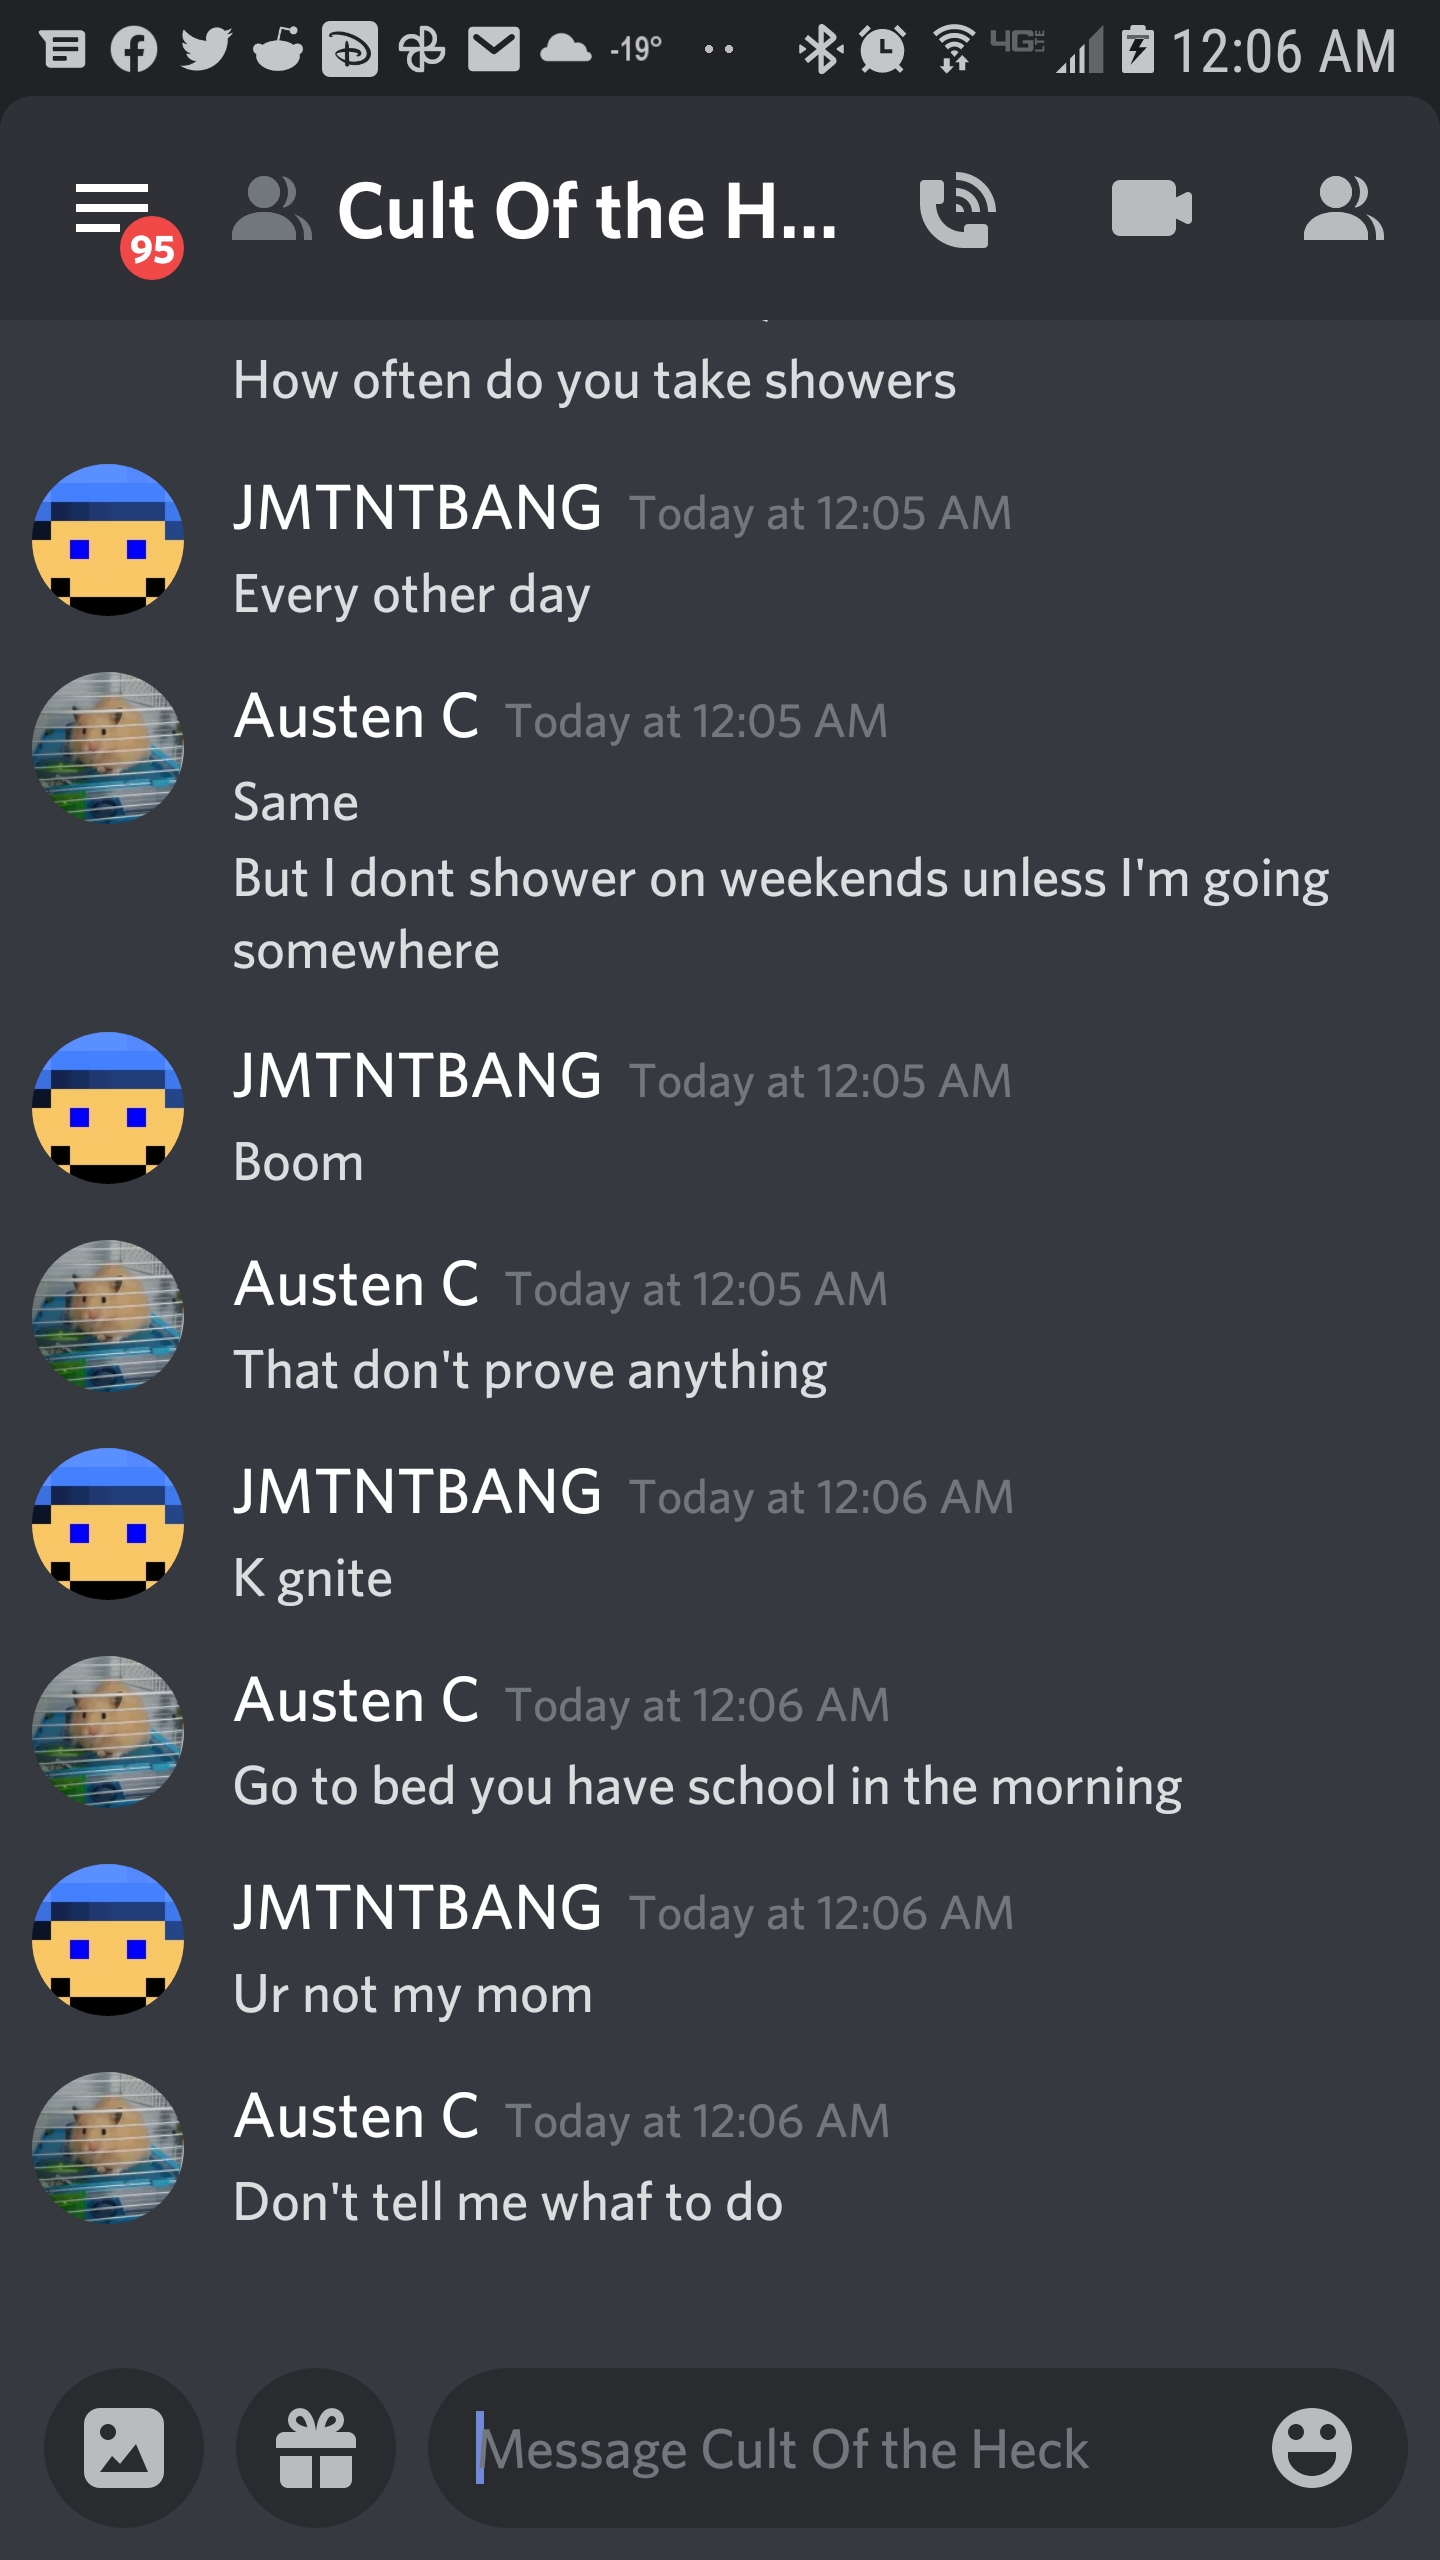 -19° 4G LTE 12:06 AM
95 Cult Of the H...
How often do you take showers
JMTNTBANG Today at 12:05 AM
Every other day
Austen C Today at 12:05 AM
Same
But I dont shower on weekends unless I'm going
somewhere
JMTNTBANG Today at 12:05 AM
Boom
Austen C Today at 12:05 AM
That don't prove anything
JMTNTBANG Today at 12:06 AM
K gnite
Austen C Today at 12:06 AM
Go to bed you have school in the morning
JMTNTBANG Today at 12:06 AM
Ur not my mom
Austen C Today at 12:06 AM
Don't tell me whaf to do
Message Cult Of the Heck